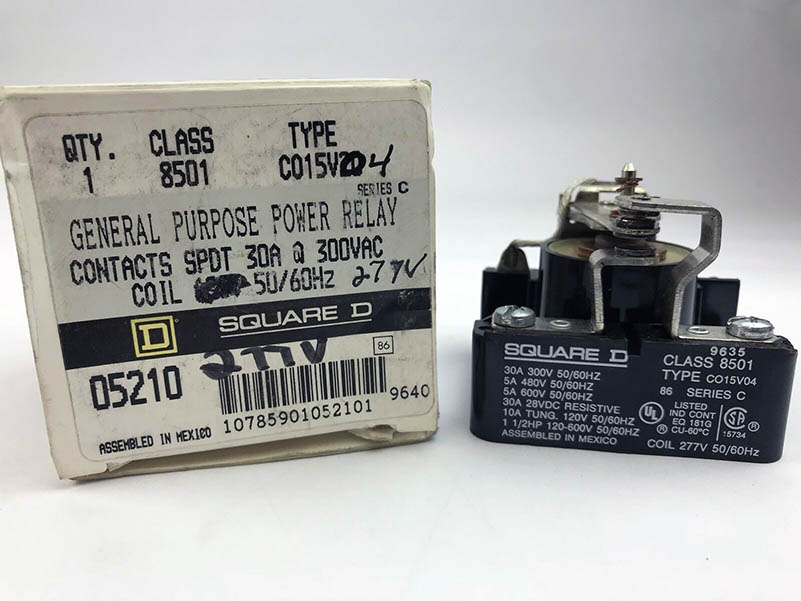 QTY. CLASS TYPE
1 8501 CO15V04
SERIES C
GENERAL PURPOSE POWER RELAY
CONTACTS SPDT 30A @ 300VAC
COIL 50/60Hz 277V
D SQUARE D
05210 277V 86
10785901052101 9640
ASSEMBLED IN MEXICO
SQUARE D
30A 300V 50/60HZ
5A 480V 50/60HZ
5A 600V 50/60HZ
30A 28VDC RESISTIVE
10A TUNG. 120V 50/60HZ
1 1/2HP 120-600V 50/60HZ
ASSEMBLED IN MEXICO
9635
CLASS 8501
TYPE CO15V04
86 SERIES C
UL LISTED
IND CONT
EQ 181G
CU-60°C
SA
15734
COIL 277V 50/60Hz